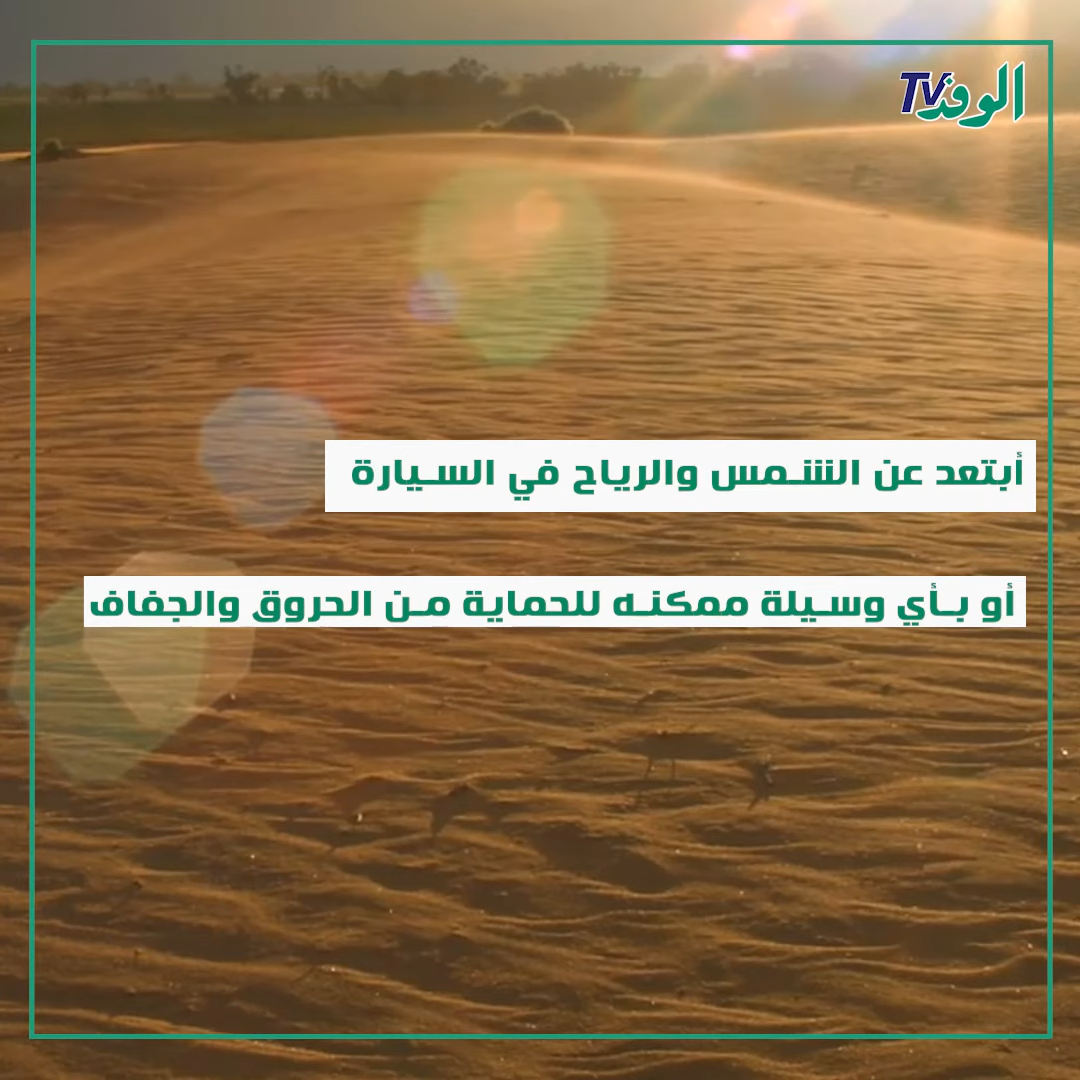 الوفد TV
أبتعد عن الشمس والرياح في السيارة
أو بأي وسيلة ممكنه للحماية من الحروق والجفاف